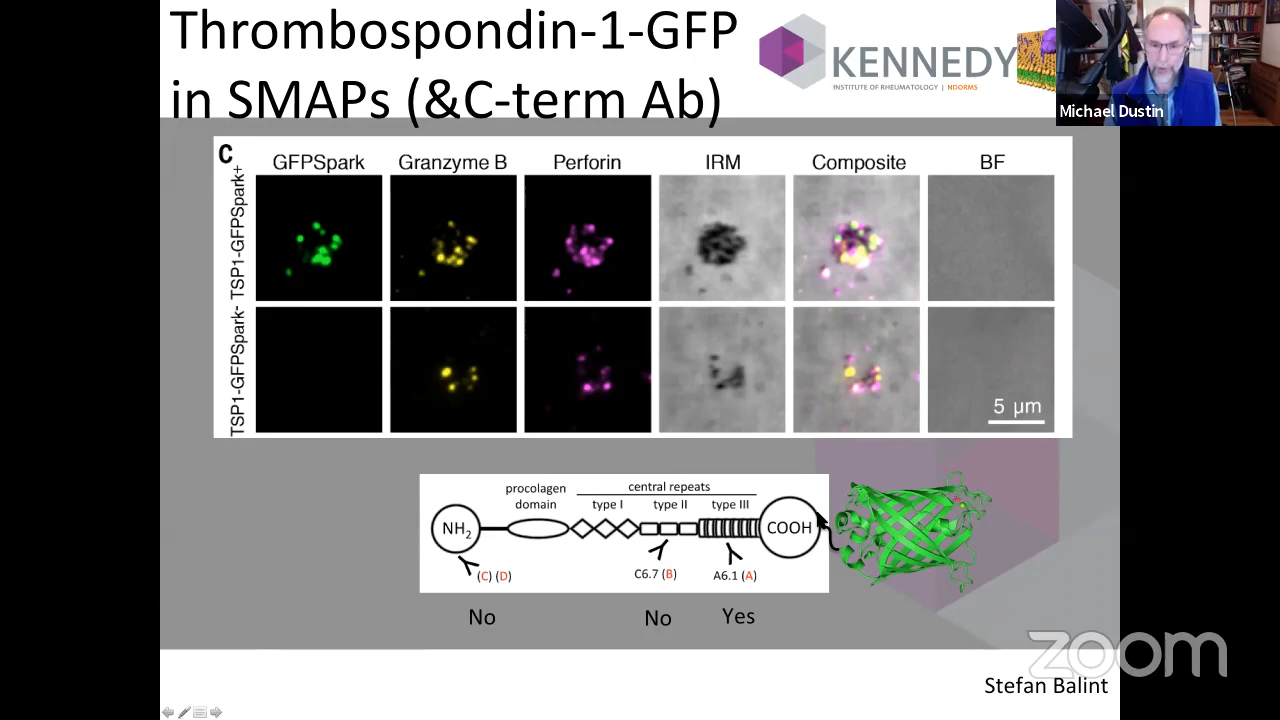 Thrombospondin-1-GFP
in SMAPs (&C-term Ab)
KENNEDY
INSTITUTE OF RHEUMATOLOGY | NDORMS
Michael Dustin
C
GFPSpark
Granzyme B
Perforin
IRM
Composite
BF
TSP1-GFPSpark+
TSP1-GFPSpark-
5 μm
procolagen
domain
central repeats
type I
type II
type III
NH2
COOH
(C) (D)
C6.7 (B)
A6.1 (A)
No
No
Yes
zoom
Stefan Balint